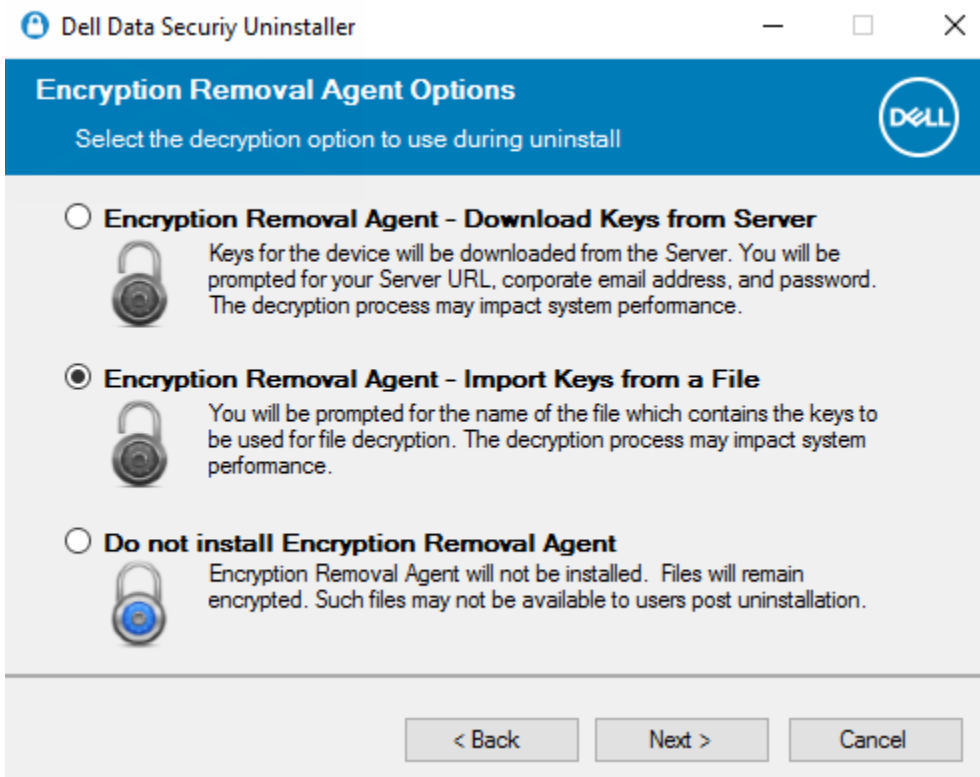 Dell Data Securiy Uninstaller
Encryption Removal Agent Options
Select the decryption option to use during uninstall
DELL
Encryption Removal Agent - Download Keys from Server
Keys for the device will be downloaded from the Server. You will be
prompted for your Server URL, corporate email address, and password.
The decryption process may impact system performance.
Encryption Removal Agent - Import Keys from a File
You will be prompted for the name of the file which contains the keys to
be used for file decryption. The decryption process may impact system
performance.
Do not install Encryption Removal Agent
Encryption Removal Agent will not be installed.  Files will remain
encrypted. Such files may not be available to users post uninstallation.
< Back
Next >
Cancel